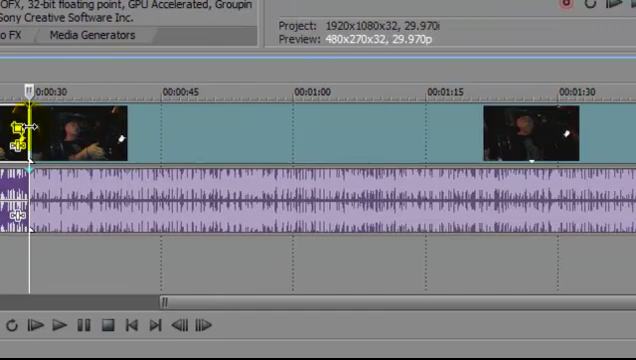 OFX, 32-bit floating point, GPU Accelerated, Groupin
Sony Creative Software Inc.
o FX
Media Generators
Project: 1920x1080x32, 29.970i
Preview: 480x270x32, 29.970p
0:00:30
00:00:45
00:01:00
00:01:15
00:01:30